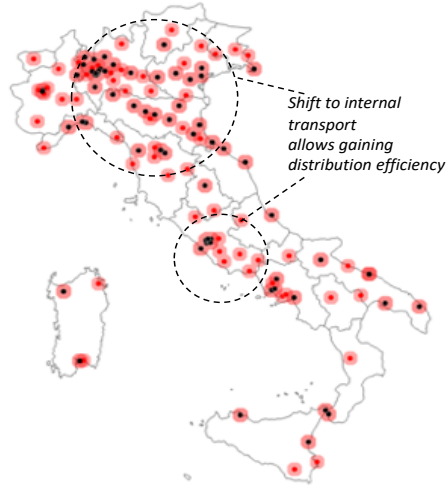 Shift to internal
transport
allows gaining
distribution efficiency